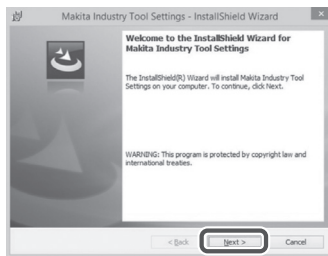 Makita Industry Tool Settings - InstallShield Wizard
Welcome to the InstallShield Wizard for
Makita Industry Tool Settings
The InstallShield(R) Wizard will install Makita Industry Tool
Settings on your computer. To continue, click Next.
WARNING: This program is protected by copyright law and
international treaties.
< Back Next > Cancel